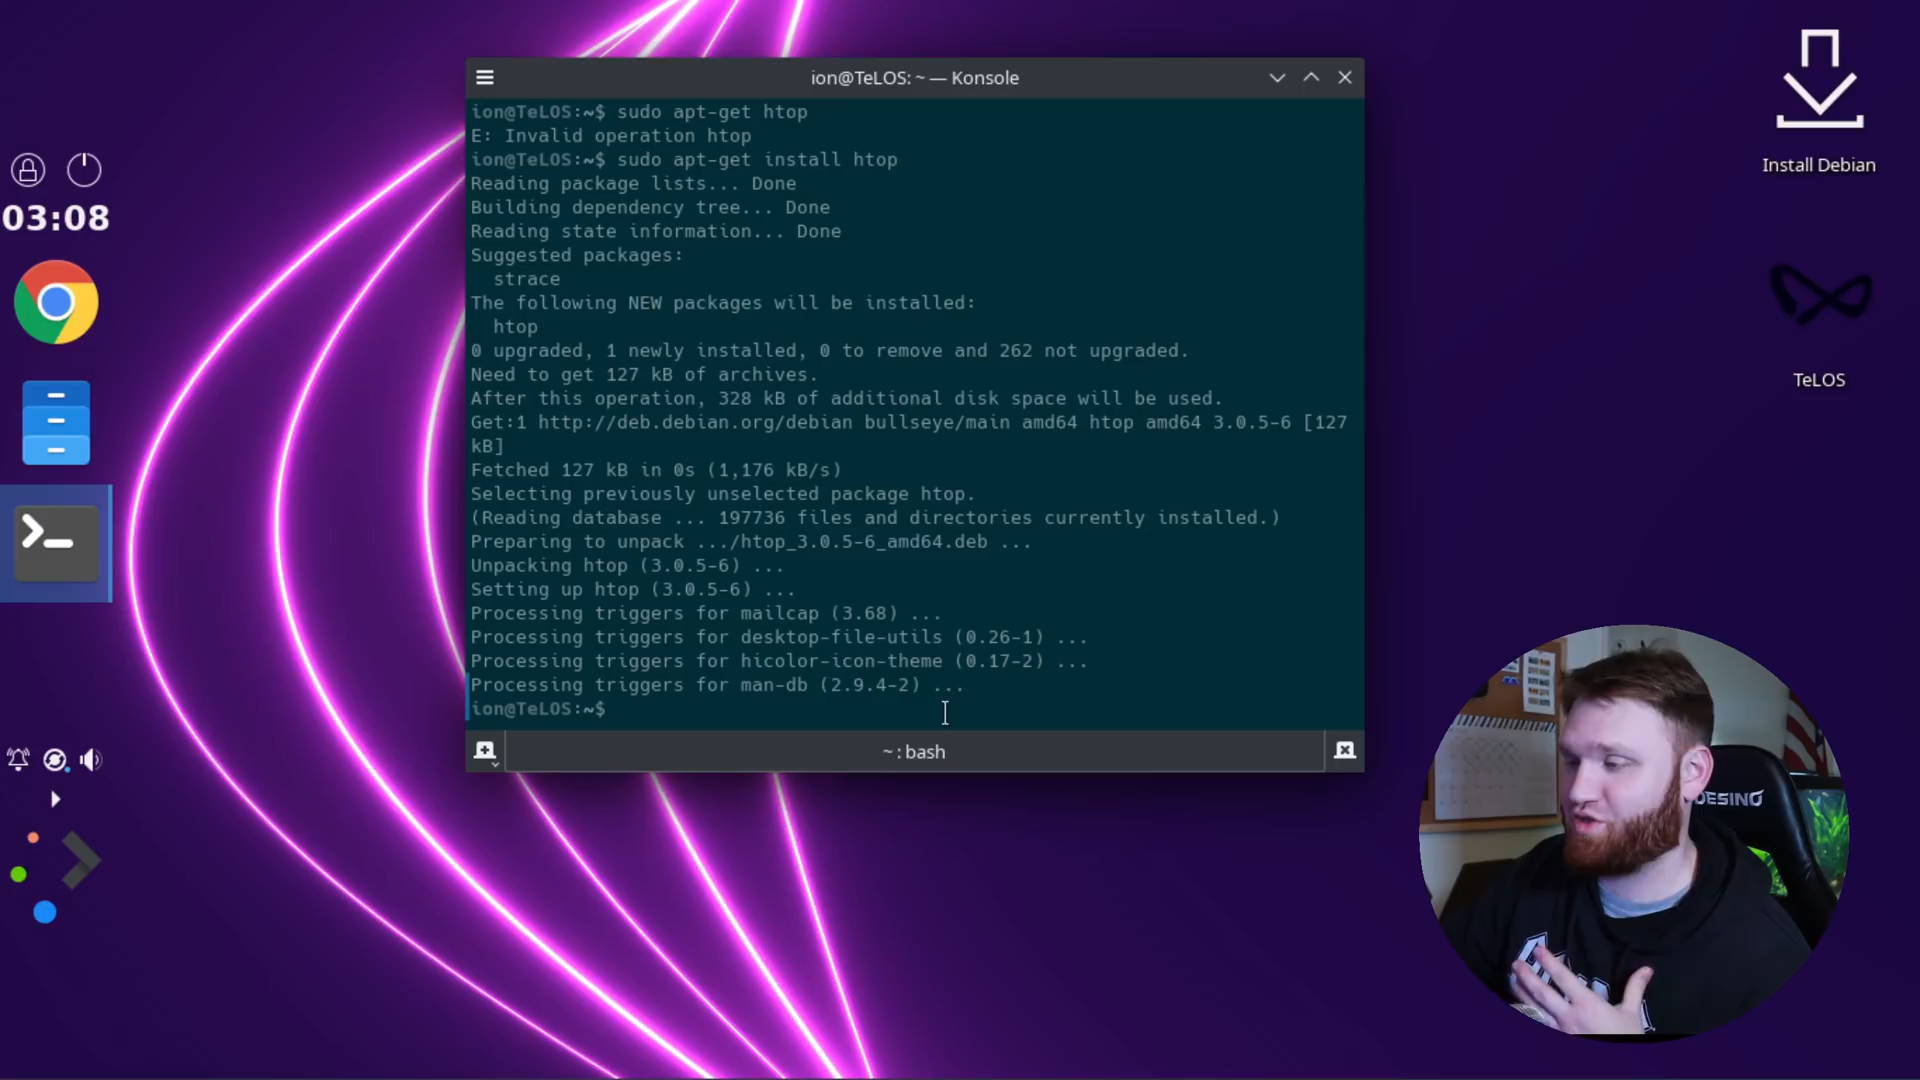 ion@TeLOS: ~ — Konsole
ion@TeLOS:~$ sudo apt-get htop
E: Invalid operation htop
ion@TeLOS:~$ sudo apt-get install htop
Reading package lists... Done
Building dependency tree... Done
Reading state information... Done
Suggested packages:
strace
The following NEW packages will be installed:
htop
0 upgraded, 1 newly installed, 0 to remove and 262 not upgraded.
Need to get 127 kB of archives.
After this operation, 328 kB of additional disk space will be used.
Get:1 http://deb.debian.org/debian bullseye/main amd64 htop amd64 3.0.5-6 [127
kB]
Fetched 127 kB in 0s (1,176 kB/s)
Selecting previously unselected package htop.
(Reading database ... 197736 files and directories currently installed.)
Preparing to unpack .../htop_3.0.5-6_amd64.deb ...
Unpacking htop (3.0.5-6) ...
Setting up htop (3.0.5-6) ...
Processing triggers for mailcap (3.68) ...
Processing triggers for desktop-file-utils (0.26-1) ...
Processing triggers for hicolor-icon-theme (0.17-2) ...
Processing triggers for man-db (2.9.4-2) ...
ion@TeLOS:~$
~ : bash
03:08
Install Debian
TeLOS